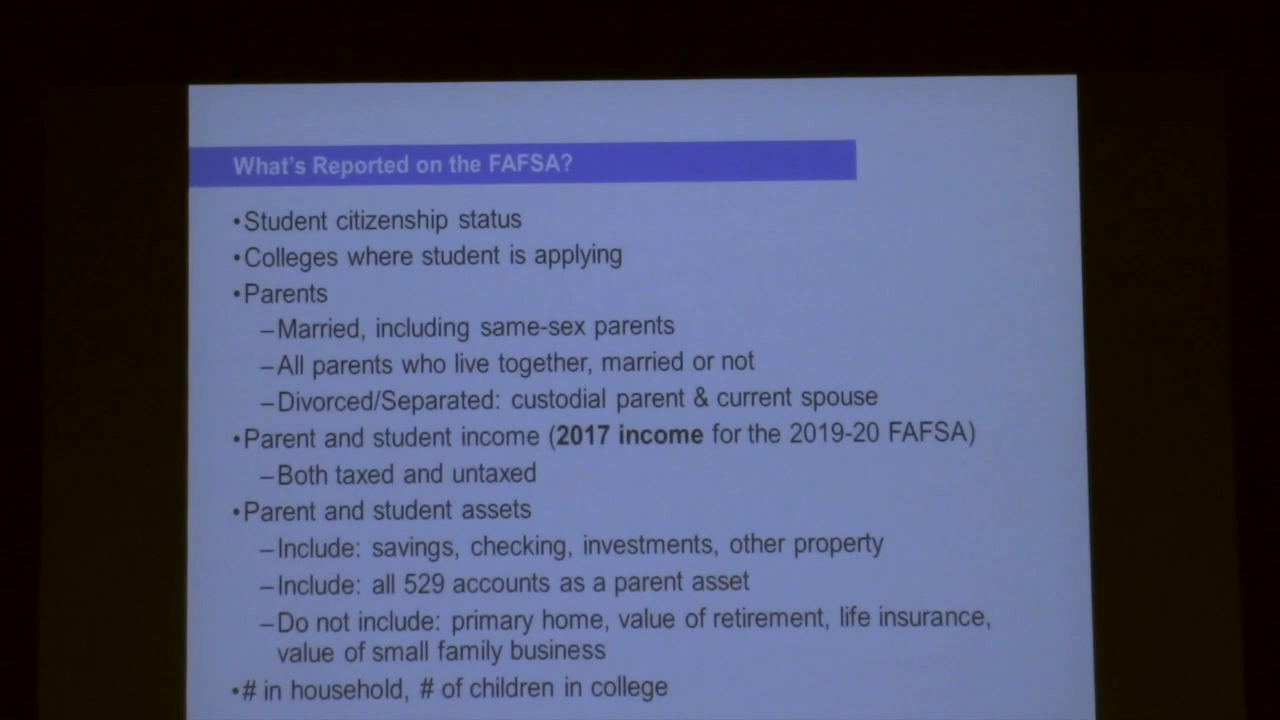 What's Reported on the FAFSA?
•Student citizenship status
•Colleges where student is applying
•Parents
–Married, including same-sex parents
–All parents who live together, married or not
–Divorced/Separated: custodial parent & current spouse
•Parent and student income (2017 income for the 2019-20 FAFSA)
–Both taxed and untaxed
•Parent and student assets
–Include: savings, checking, investments, other property
–Include: all 529 accounts as a parent asset
–Do not include: primary home, value of retirement, life insurance,
value of small family business
•# in household, # of children in college